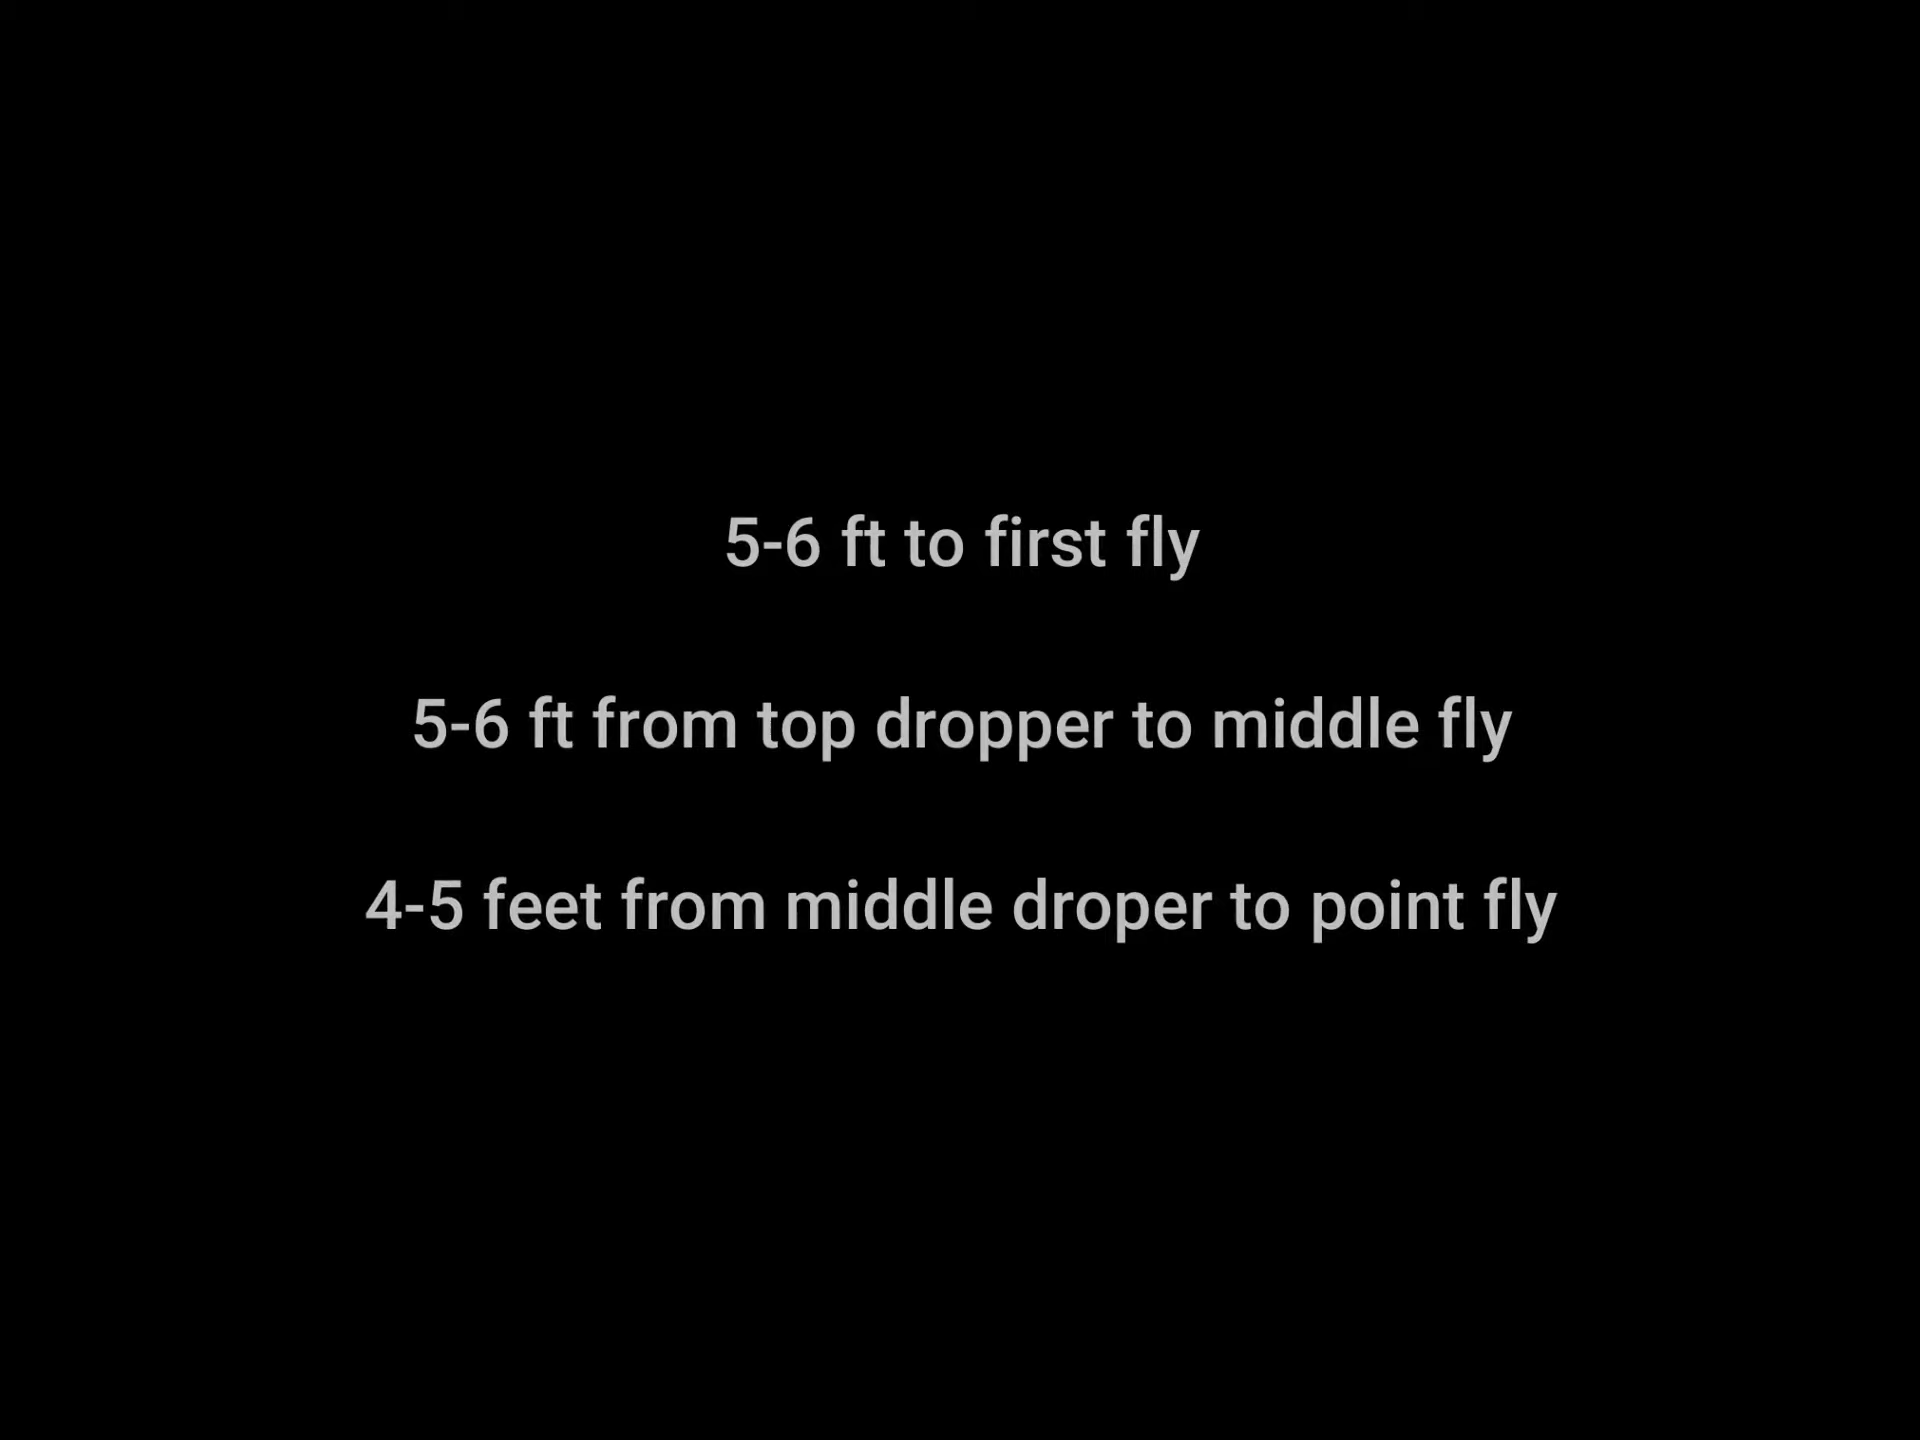 5-6 ft to first fly
5-6 ft from top dropper to middle fly
4-5 feet from middle droper to point fly